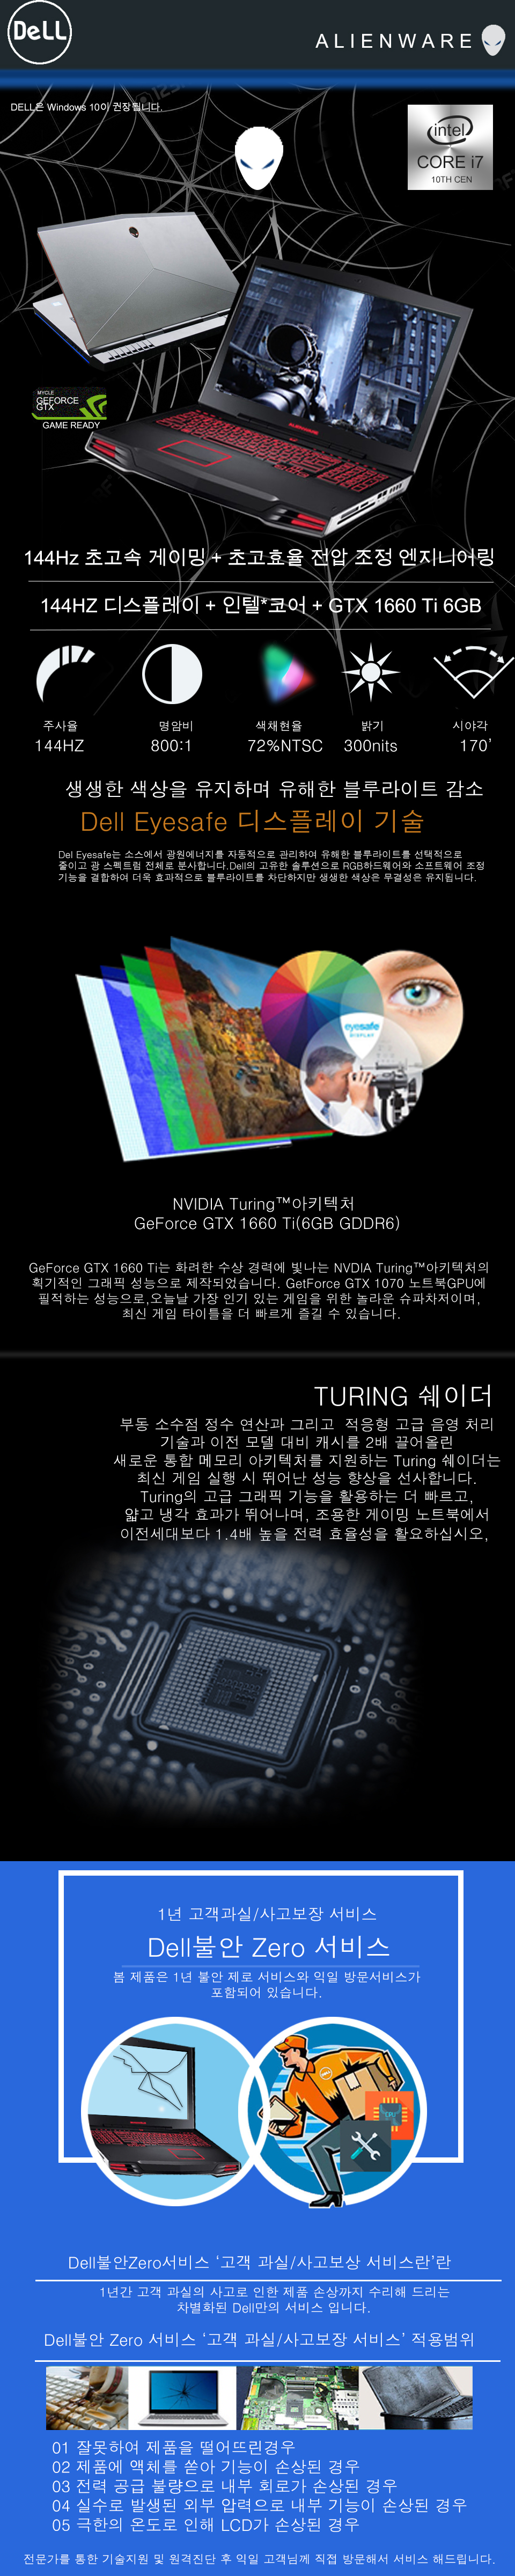 DELL
ALIENWARE
DELL은 Windows 10이 권장됩니다.
intel
CORE i7
10TH CEN
MYCLE
GEFORCE
GTX
GAME READY
144Hz 초고속 게이밍 + 초고효율 전압 조정 엔지니어링
144HZ 디스플레이 + 인텔*코어 + GTX 1660 Ti 6GB
주사율 명암비 색채현율 밝기 시야각
144HZ 800:1 72%NTSC 300nits 170’
생생한 색상을 유지하며 유해한 블루라이트 감소
Dell Eyesafe 디스플레이 기술
Del Eyesafe는 소스에서 광원에너지를 자동적으로 관리하여 유해한 블루라이트를 선택적으로
줄이고 광 스펙트럼 전체로 분사합니다.Dell의 고유한 솔루션으로 RGB하드웨어와 소프트웨어 조정
기능을 결합하여 더욱 효과적으로 블루라이트를 차단하지만 생생한 색상은 무결성은 유지됩니다.
eyesafe
DISPLAY
NVIDIA Turing™아키텍처
GeForce GTX 1660 Ti(6GB GDDR6)
GeForce GTX 1660 Ti는 화려한 수상 경력에 빛나는 NVDIA Turing™아키텍처의
획기적인 그래픽 성능으로 제작되었습니다. GetForce GTX 1070 노트북GPU에
필적하는 성능으로,오늘날 가장 인기 있는 게임을 위한 놀라운 슈파차저이며,
최신 게임 타이틀을 더 빠르게 즐길 수 있습니다.
TURING 쉐이더
부동 소수점 정수 연산과 그리고 적응형 고급 음영 처리
기술과 이전 모델 대비 캐시를 2배 끌어올린
새로운 통합 메모리 아키텍처를 지원하는 Turing 쉐이더는
최신 게임 실행 시 뛰어난 성능 향상을 선사합니다.
Turing의 고급 그래픽 기능을 활용하는 더 빠르고,
얇고 냉각 효과가 뛰어나며, 조용한 게이밍 노트북에서
이전세대보다 1.4배 높을 전력 효율성을 활요하십시오,
1년 고객과실/사고보장 서비스
Dell불안 Zero 서비스
봄 제품은 1년 불안 제로 서비스와 익일 방문서비스가
포함되어 있습니다.
Dell불안Zero서비스 ‘고객 과실/사고보상 서비스란’란
1년간 고객 과실의 사고로 인한 제품 손상까지 수리해 드리는
차별화된 Dell만의 서비스 입니다.
Dell불안 Zero 서비스 ‘고객 과실/사고보장 서비스’ 적용범위
01 잘못하여 제품을 떨어뜨린경우
02 제품에 액체를 쏟아 기능이 손상된 경우
03 전력 공급 불량으로 내부 회로가 손상된 경우
04 실수로 발생된 외부 압력으로 내부 기능이 손상된 경우
05 극한의 온도로 인해 LCD가 손상된 경우
전문가를 통한 기술지원 및 원격진단 후 익일 고객님께 직접 방문해서 서비스 해드립니다.